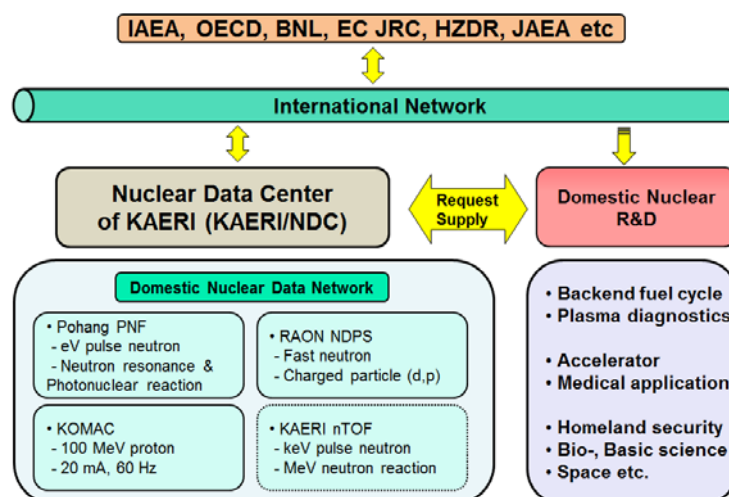 IAEA, OECD, BNL, EC JRC, HZDR, JAEA etc
International Network
Nuclear Data Center
of KAERI (KAERI/NDC)
Request
Supply
Domestic Nuclear
R&D
Domestic Nuclear Data Network
• Pohang PNF
- eV pulse neutron
- Neutron resonance &
Photonuclear reaction
• RAON NDPS
- Fast neutron
- Charged particle (d,p)
• KOMAC
- 100 MeV proton
- 20 mA, 60 Hz
• KAERI nTOF
- keV pulse neutron
- MeV neutron reaction
• Backend fuel cycle
• Plasma diagnostics
• Accelerator
• Medical application
• Homeland security
• Bio-, Basic science
• Space etc.